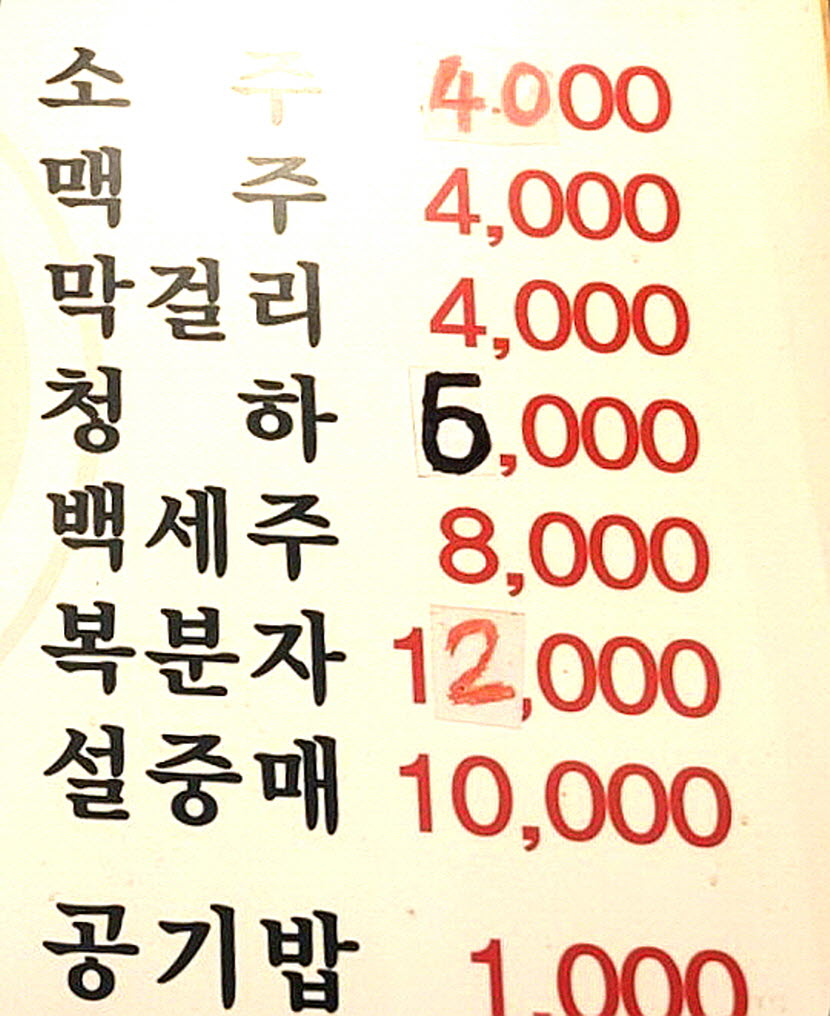 소 주 4.000
맥 주 4,000
막걸리 4,000
청 하 5,000
백세주 8,000
복분자 12,000
설중매 10,000
공기밥 1,000